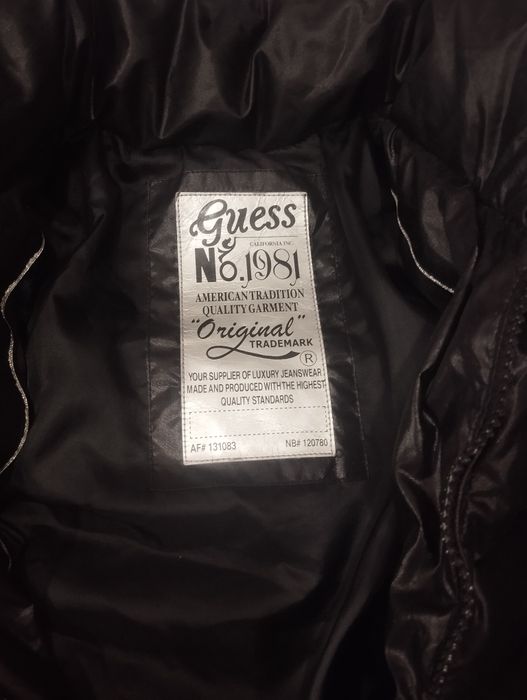 Guess
CALIFORNIA INC.
No.1981
AMERICAN TRADITION
QUALITY GARMENT
"Original"
TRADEMARK
®
YOUR SUPPLIER OF LUXURY JEANSWEAR
MADE AND PRODUCED WITH THE HIGHEST
QUALITY STANDARDS
AF# 131083 NB# 120780